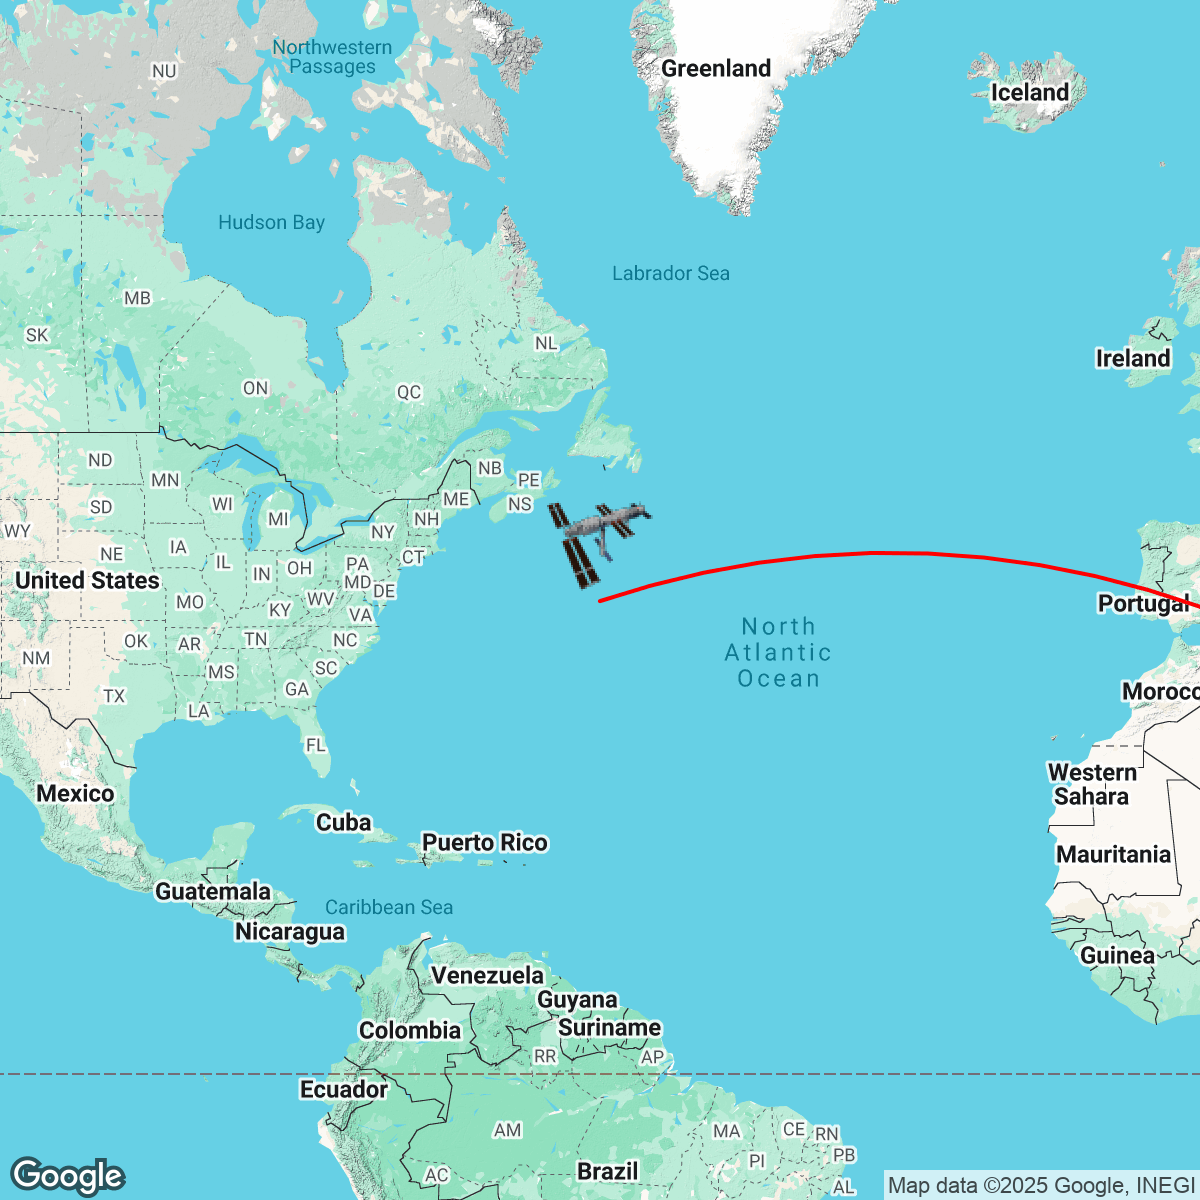 Northwestern
Passages
NU
Greenland
Iceland
Hudson Bay
Labrador Sea
MB
SK
NL
Ireland
ON
QC
ND
MN
NB
PE
SD
WI
MI
ME
NS
WY
NY
NH
NE
IA
IL
IN
OH
PA
CT
United States
MD
DE
MO
KY
WV
VA
Portugal
OK
AR
TN
NC
North
Atlantic
Ocean
NM
MS
SC
TX
GA
LA
Morocc
FL
Western
Sahara
Mexico
Cuba
Puerto Rico
Mauritania
Guatemala
Caribbean Sea
Nicaragua
Guinea
Venezuela
Guyana
Colombia
Suriname
RR
AP
Ecuador
AM
MA
CE
RN
PI
PB
AC
Brazil
AL
Google
Map data ©2025 Google, INEGI